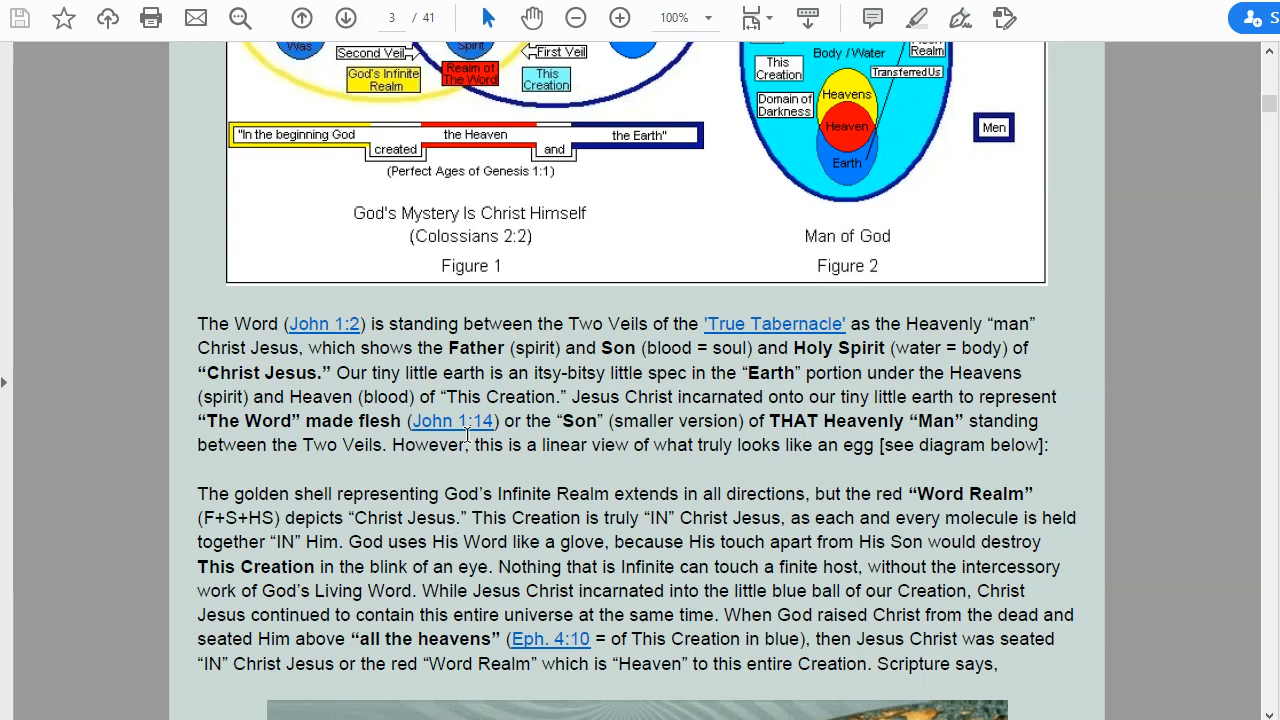 3 / 41
100%
S
Was
Spirit
Second Veil
First Veil
God's Infinite
Realm
Realm of
The Word
This
Creation
"In the beginning God
created
the Heaven
and
the Earth"
(Perfect Ages of Genesis 1:1)
God's Mystery Is Christ Himself
(Colossians 2:2)
Figure 1
Body / Water
Realm
This
Creation
Transferred Us
Heavens
Domain of
Darkness
Heaven
Men
Earth
Man of God
Figure 2
The Word (John 1:2) is standing between the Two Veils of the 'True Tabernacle' as the Heavenly “man”
Christ Jesus, which shows the Father (spirit) and Son (blood = soul) and Holy Spirit (water = body) of
“Christ Jesus.” Our tiny little earth is an itsy-bitsy little spec in the “Earth” portion under the Heavens
(spirit) and Heaven (blood) of “This Creation.” Jesus Christ incarnated onto our tiny little earth to represent
“The Word” made flesh (John 1:14) or the “Son” (smaller version) of THAT Heavenly “Man” standing
between the Two Veils. However, this is a linear view of what truly looks like an egg [see diagram below]:
The golden shell representing God’s Infinite Realm extends in all directions, but the red “Word Realm”
(F+S+HS) depicts “Christ Jesus.” This Creation is truly “IN” Christ Jesus, as each and every molecule is held
together “IN” Him. God uses His Word like a glove, because His touch apart from His Son would destroy
This Creation in the blink of an eye. Nothing that is Infinite can touch a finite host, without the intercessory
work of God’s Living Word. While Jesus Christ incarnated into the little blue ball of our Creation, Christ
Jesus continued to contain this entire universe at the same time. When God raised Christ from the dead and
seated Him above “all the heavens” (Eph. 4:10 = of This Creation in blue), then Jesus Christ was seated
“IN” Christ Jesus or the red “Word Realm” which is “Heaven” to this entire Creation. Scripture says,